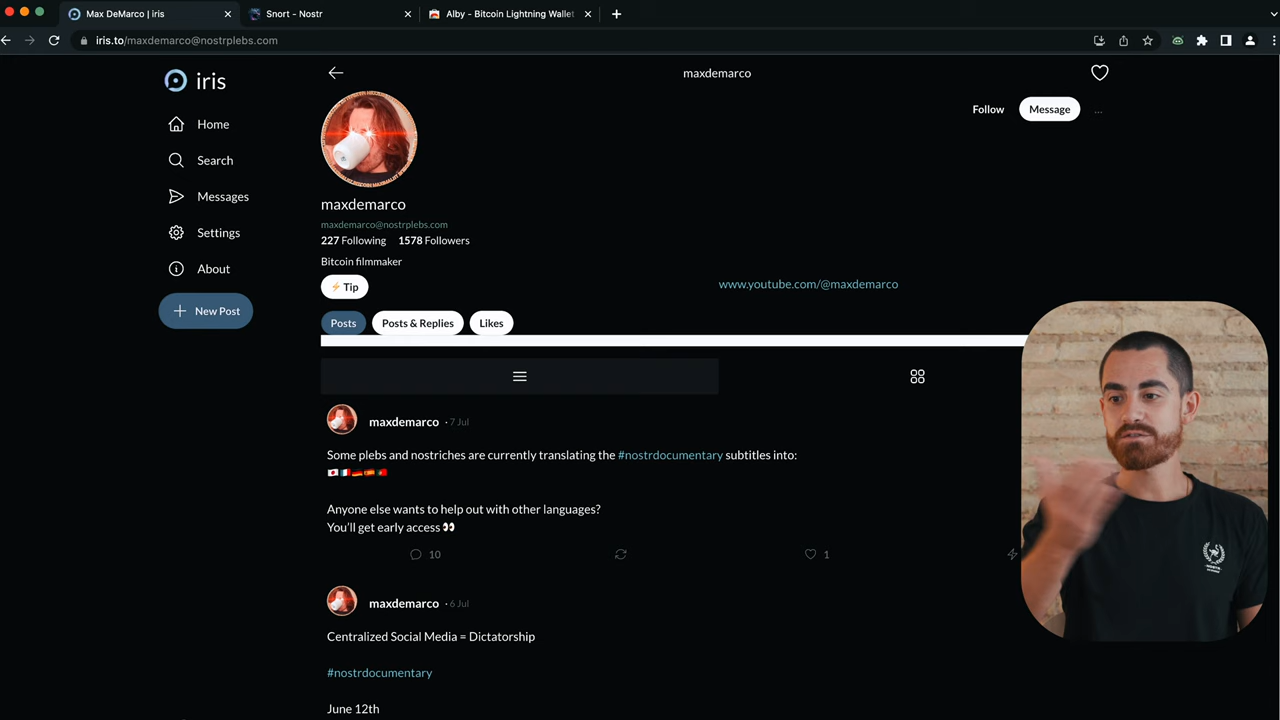 Max DeMarco | iris
Snort - Nostr
Alby - Bitcoin Lightning Wallet
iris.to/maxdemarco@nostrplebs.com
iris
maxdemarco
Follow
Message
Home
Search
Messages
Settings
About
New Post
maxdemarco
maxdemarco@nostrplebs.com
227 Following 1578 Followers
Bitcoin filmmaker
⚡Tip
www.youtube.com/@maxdemarco
Posts
Posts & Replies
Likes
maxdemarco · 7 Jul
Some plebs and nostriches are currently translating the #nostrdocumentary subtitles into:
Anyone else wants to help out with other languages?
You'll get early access 👀
10
1
maxdemarco · 6 Jul
Centralized Social Media = Dictatorship
#nostrdocumentary
June 12th